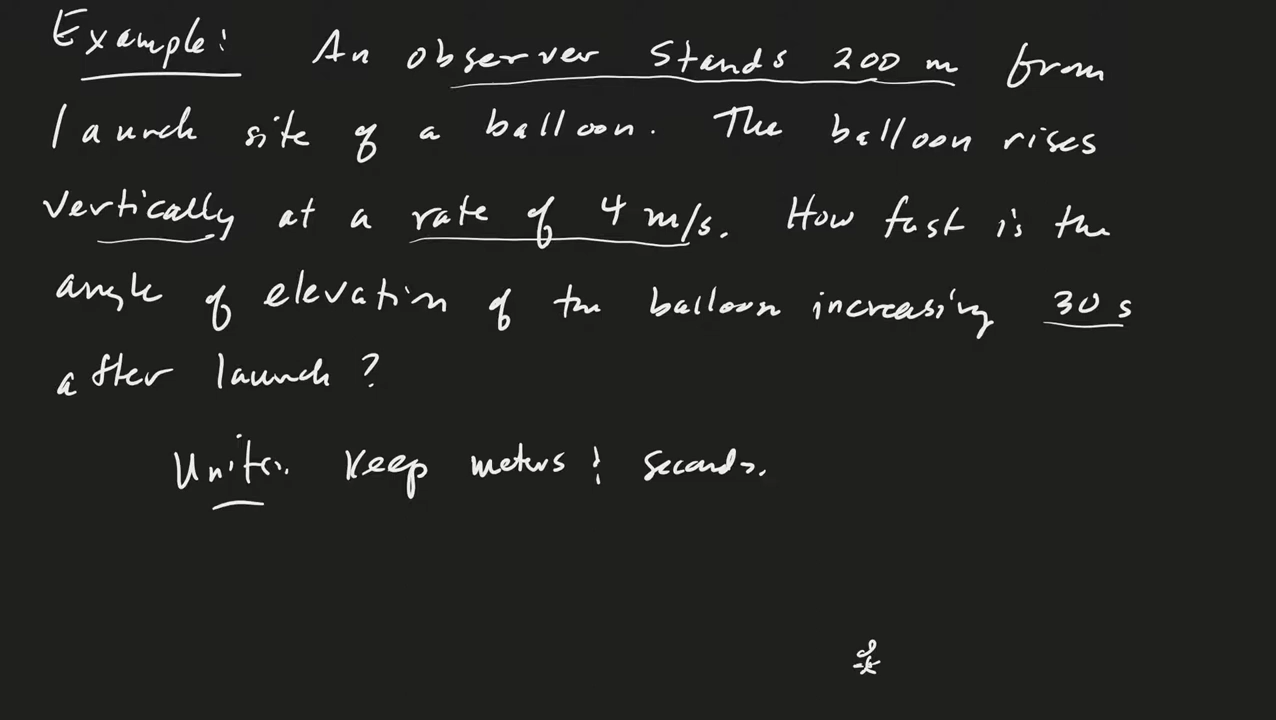 Example: An observer stands 200 m from
launch site of a balloon. The balloon rises
vertically at a rate of 4 m/s. How fast is the
angle of elevation of the balloon increasing 30 s
after launch?
Units: Keep meters & seconds.